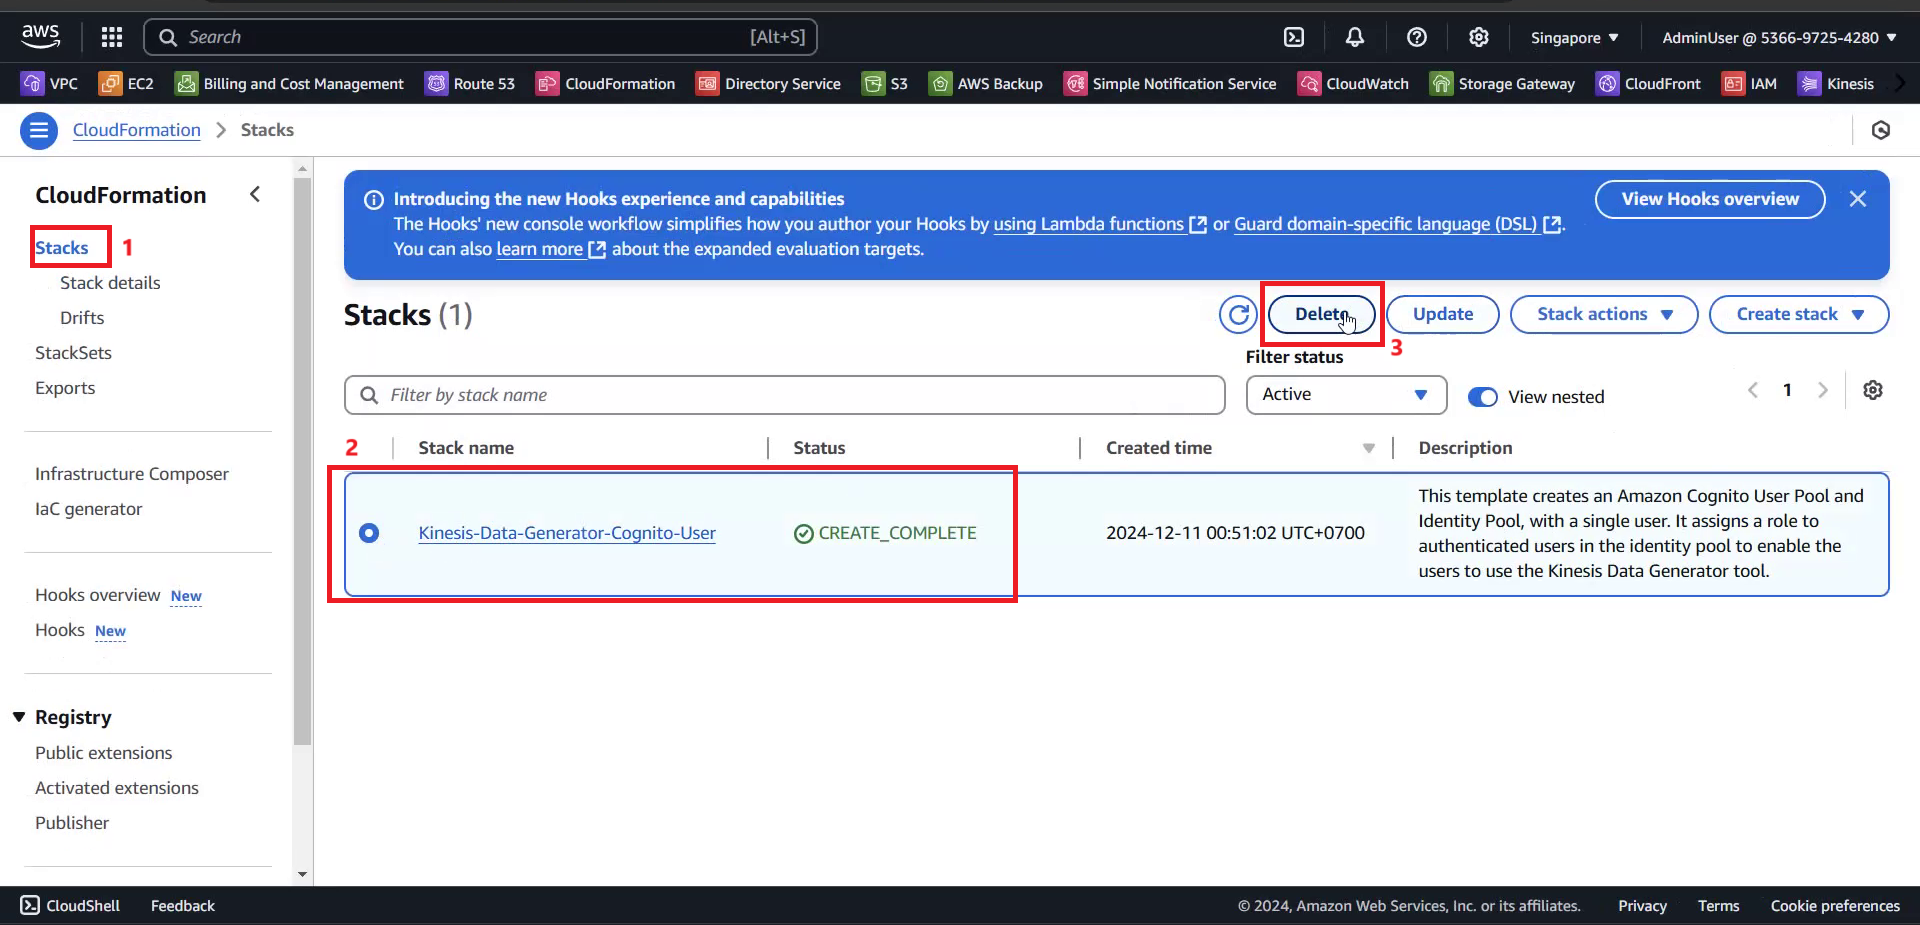 aws
Search [Alt+S]
Singapore
AdminUser @ 5366-9725-4280
VPC
EC2
Billing and Cost Management
Route 53
CloudFormation
Directory Service
S3
AWS Backup
Simple Notification Service
CloudWatch
Storage Gateway
CloudFront
IAM
Kinesis
CloudFormation
Stacks
CloudFormation
Stacks 1
Stack details
Drifts
StackSets
Exports
Infrastructure Composer
IaC generator
Hooks overview New
Hooks New
Registry
Public extensions
Activated extensions
Publisher
Introducing the new Hooks experience and capabilities
The Hooks' new console workflow simplifies how you author your Hooks by using Lambda functions or Guard domain-specific language (DSL).
You can also learn more about the expanded evaluation targets.
View Hooks overview
Stacks (1)
Delete
Update
Stack actions
Create stack
3
Filter by stack name
Filter status
Active
View nested
1
2
Stack name
Status
Created time
Description
Kinesis-Data-Generator-Cognito-User
CREATE_COMPLETE
2024-12-11 00:51:02 UTC+0700
This template creates an Amazon Cognito User Pool and
Identity Pool, with a single user. It assigns a role to
authenticated users in the identity pool to enable the
users to use the Kinesis Data Generator tool.
CloudShell
Feedback
© 2024, Amazon Web Services, Inc. or its affiliates.
Privacy
Terms
Cookie preferences